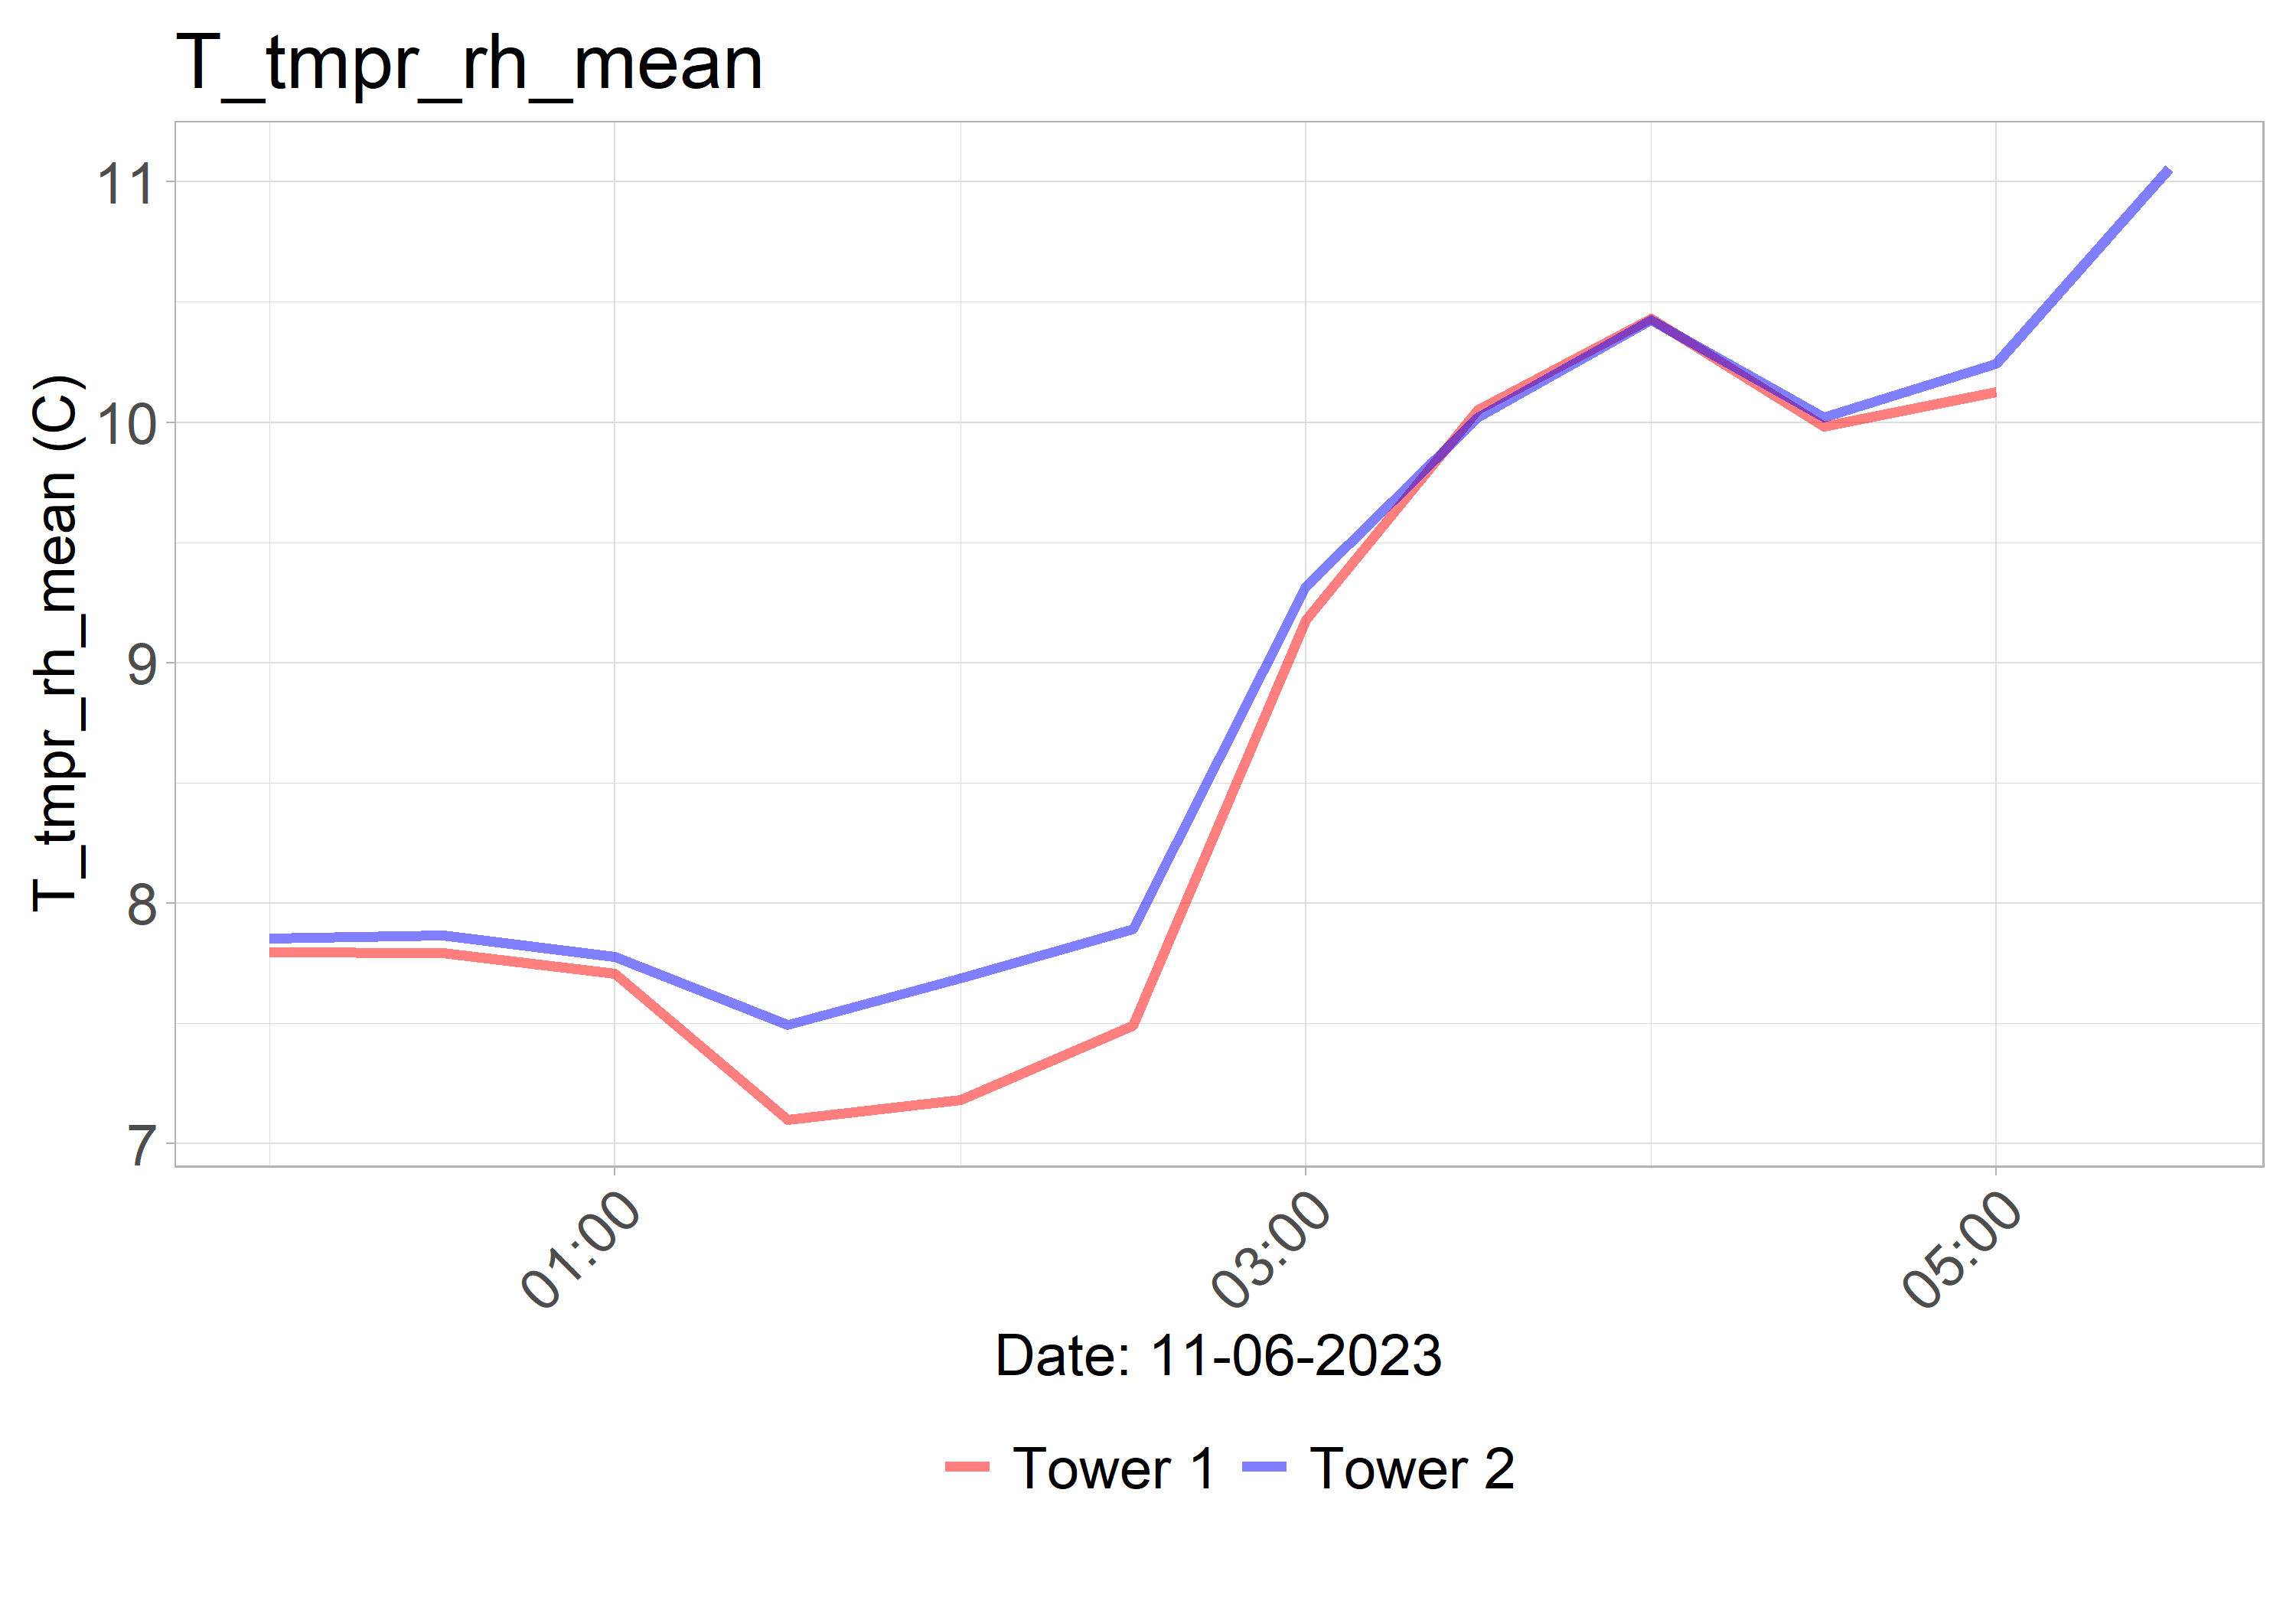 T_tmpr_rh_mean
T_tmpr_rh_mean (C)
11
10
9
8
7
01:00
03:00
05:00
Date: 11-06-2023
Tower 1
Tower 2